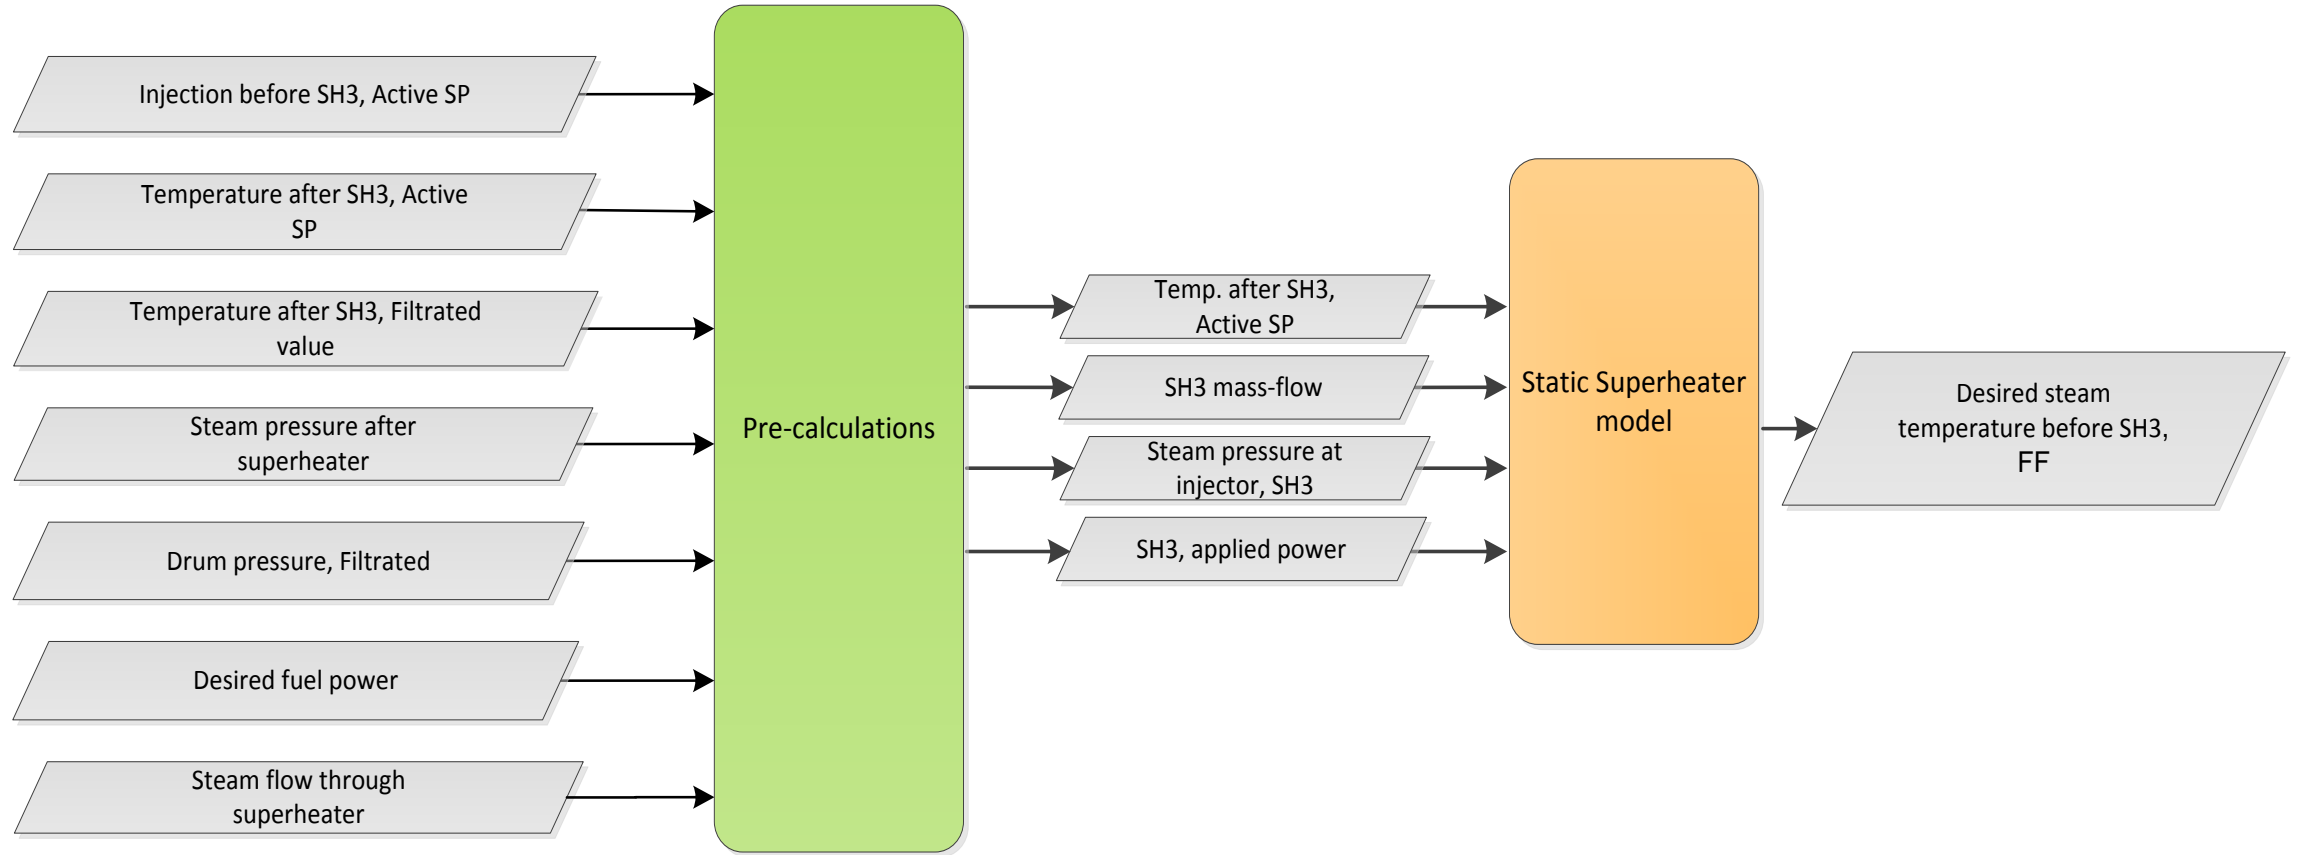 Injection before SH3, Active SP
Temperature after SH3, Active
SP
Temperature after SH3, Filtrated
value
Steam pressure after
superheater
Drum pressure, Filtrated
Desired fuel power
Steam flow through
superheater
Pre-calculations
Temp. after SH3,
Active SP
SH3 mass-flow
Steam pressure at
injector, SH3
SH3, applied power
Static Superheater
model
Desired steam
temperature before SH3,
FF